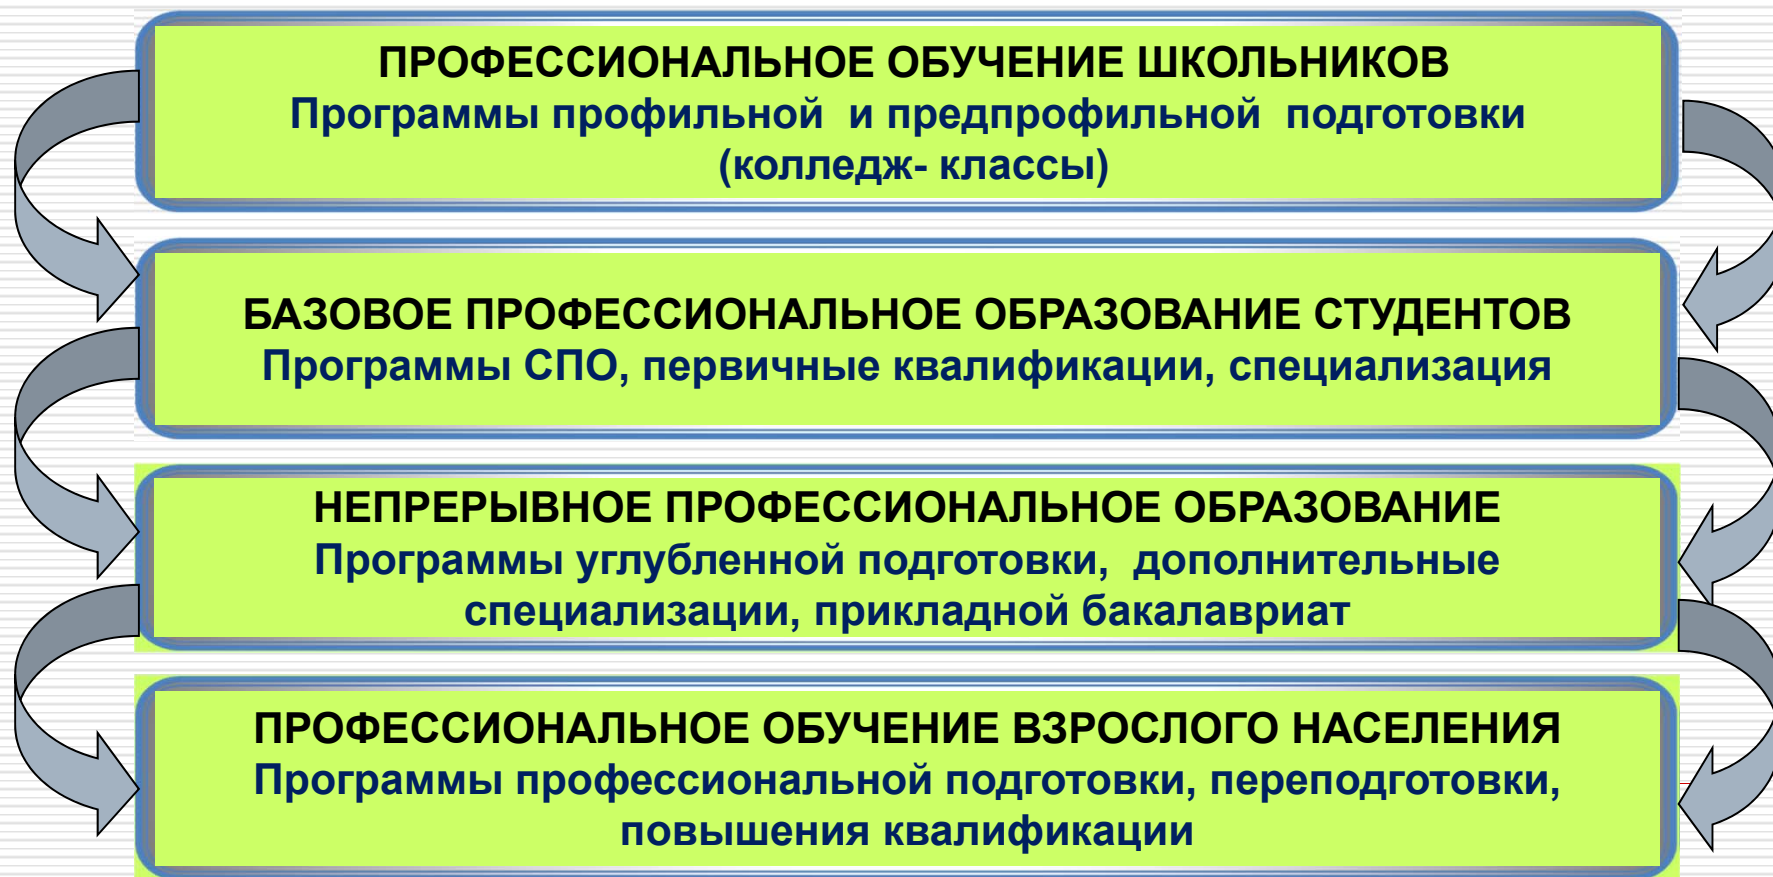 ПРОФЕССИОНАЛЬНОЕ ОБУЧЕНИЕ ШКОЛЬНИКОВ
Программы профильной и предпрофильной подготовки
(колледж- классы)
БАЗОВОЕ ПРОФЕССИОНАЛЬНОЕ ОБРАЗОВАНИЕ СТУДЕНТОВ
Программы СПО, первичные квалификации, специализация
НЕПРЕРЫВНОЕ ПРОФЕССИОНАЛЬНОЕ ОБРАЗОВАНИЕ
Программы углубленной подготовки, дополнительные
специализации, прикладной бакалавриат
ПРОФЕССИОНАЛЬНОЕ ОБУЧЕНИЕ ВЗРОСЛОГО НАСЕЛЕНИЯ
Программы профессиональной подготовки, переподготовки,
повышения квалификации